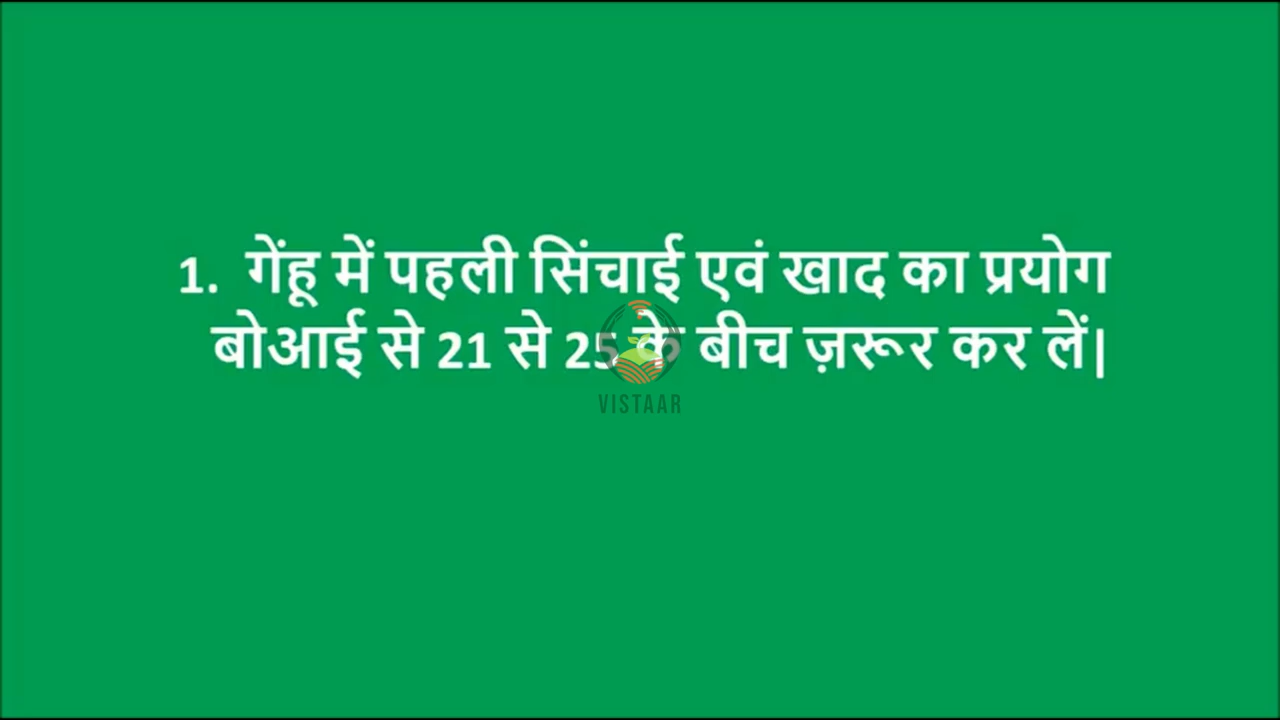 1. गेंहू में पहली सिंचाई एवं खाद का प्रयोग
बोआई से 21 से 25 के बीच ज़रूर कर लें|
VISTAAR